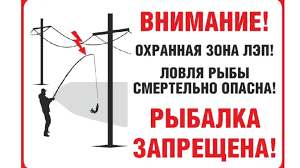 ВНИМАНИЕ!
ОХРАННАЯ ЗОНА ЛЭП!
ЛОВЛЯ РЫБЫ
СМЕРТЕЛЬНО ОПАСНА!
РЫБАЛКА
ЗАПРЕЩЕНА!